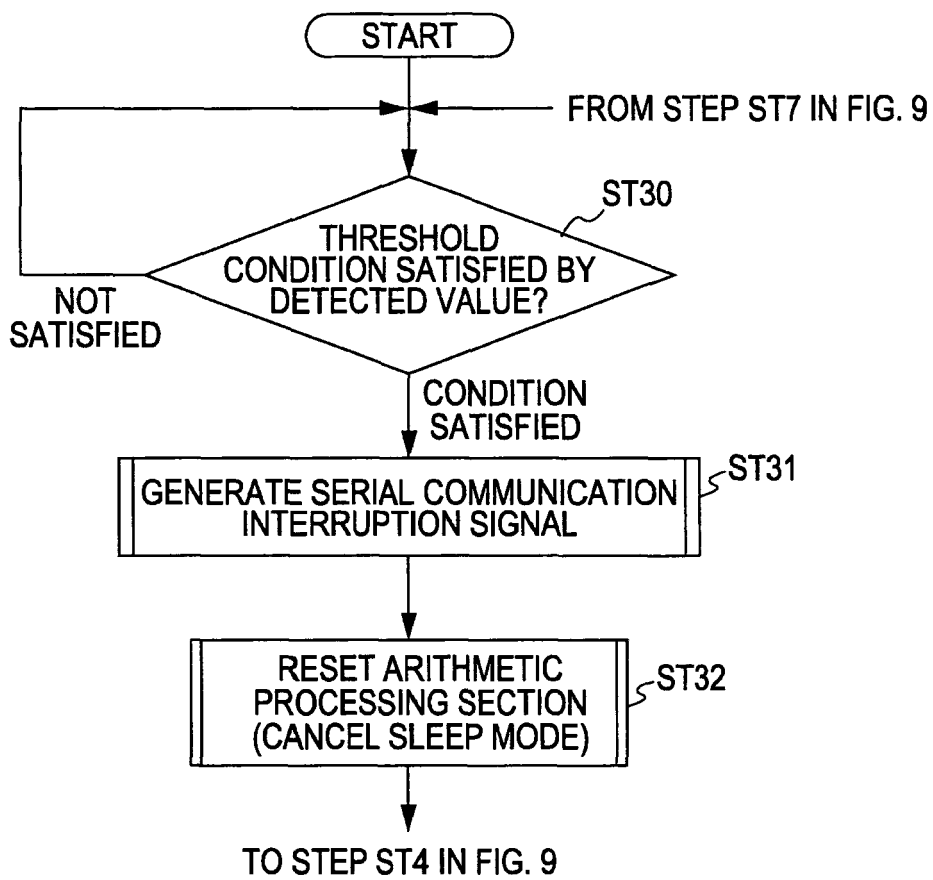 START
FROM STEP ST7 IN FIG. 9
ST30
THRESHOLD
CONDITION SATISFIED BY
DETECTED VALUE?
NOT
SATISFIED
CONDITION
SATISFIED
ST31
GENERATE SERIAL COMMUNICATION
INTERRUPTION SIGNAL
ST32
RESET ARITHMETIC
PROCESSING SECTION
(CANCEL SLEEP MODE)
TO STEP ST4 IN FIG. 9